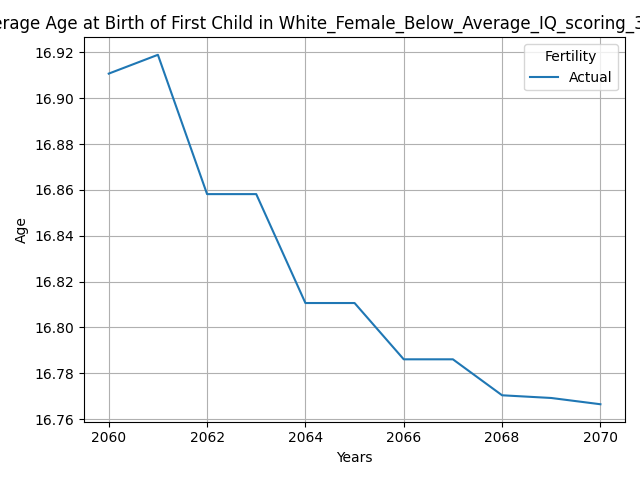 erage Age at Birth of First Child in White_Female_Below_Average_IQ_scoring_3
Fertility
Actual
16.92
16.90
16.88
16.86
16.84
16.82
16.80
16.78
16.76
Age
2060 2062 2064 2066 2068 2070
Years